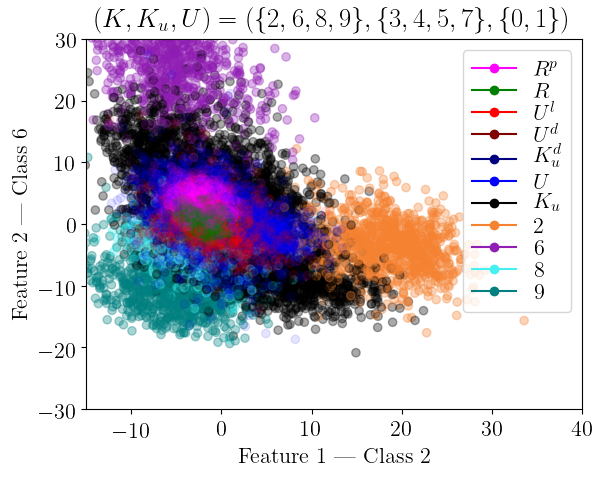 (K, K_u, U) = ({2, 6, 8, 9}, {3, 4, 5, 7}, {0, 1})
30
20
10
0
−10
−20
−30
Feature 2 — Class 6
R^p
R
U^l
U^d
K_u^d
U
K_u
2
6
8
9
−10 0 10 20 30 40
Feature 1 — Class 2